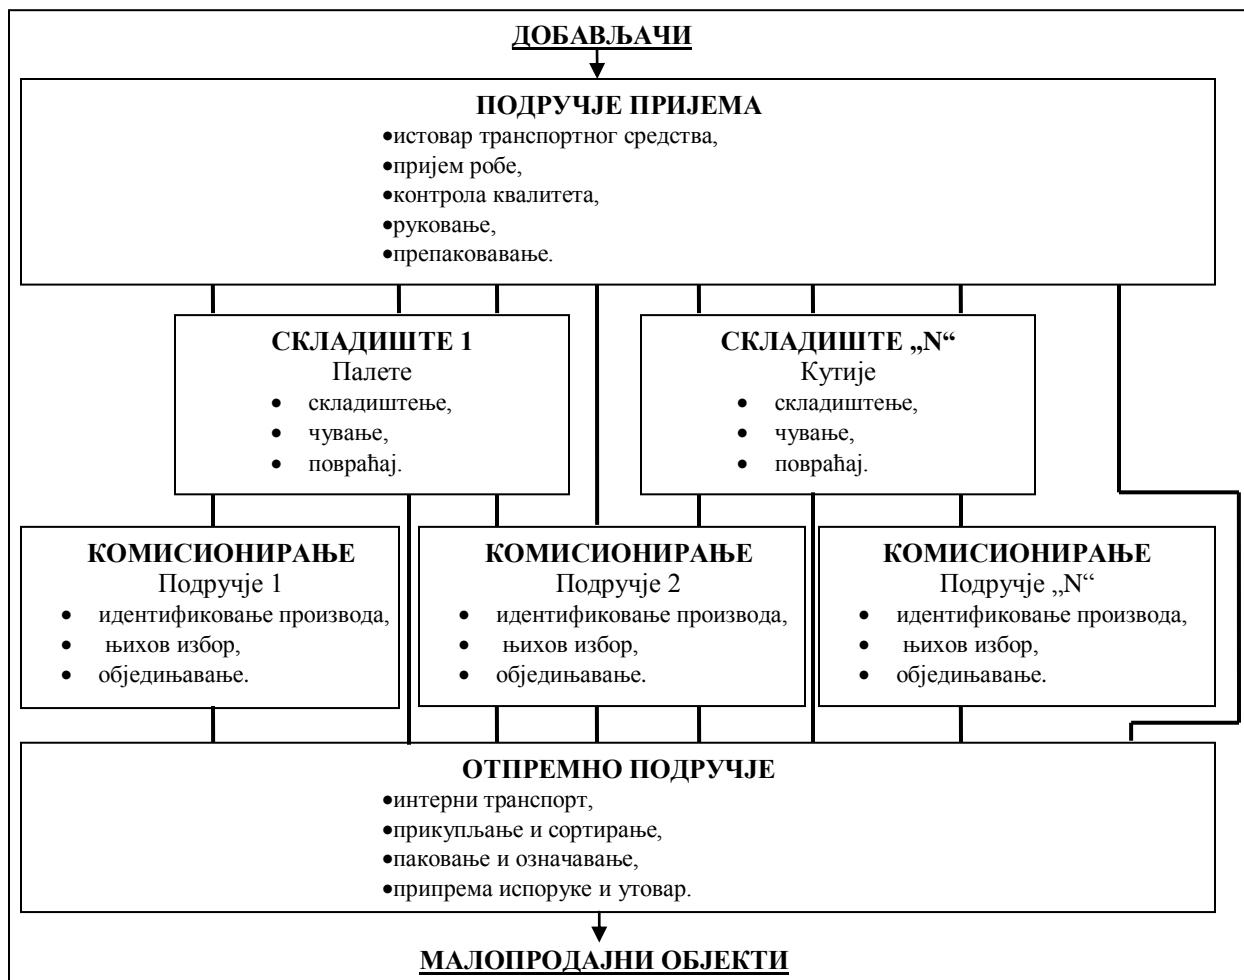 ДОБАВЉАЧИ
ПОДРУЧЈЕ ПРИЈЕМА
•истовар транспортног средства,
•пријем робе,
•контрола квалитета,
•руковање,
•препаковавање.
СКЛАДИШТЕ 1
Палете
• складиштење,
• чување,
• повраћај.
СКЛАДИШТЕ „N“
Кутије
• складиштење,
• чување,
• повраћај.
КОМИСИОНИРАЊЕ
Подручје 1
• идентификовање производа,
• њихов избор,
• обједињавање.
КОМИСИОНИРАЊЕ
Подручје 2
• идентификовање производа,
• њихов избор,
• обједињавање.
КОМИСИОНИРАЊЕ
Подручје „N“
• идентификовање производа,
• њихов избор,
• обједињавање.
ОТПРЕМНО ПОДРУЧЈЕ
•интерни транспорт,
•прикупљање и сортирање,
•паковање и означавање,
•припрема испоруке и утовар.
МАЛОПРОДАЈНИ ОБЈЕКТИ